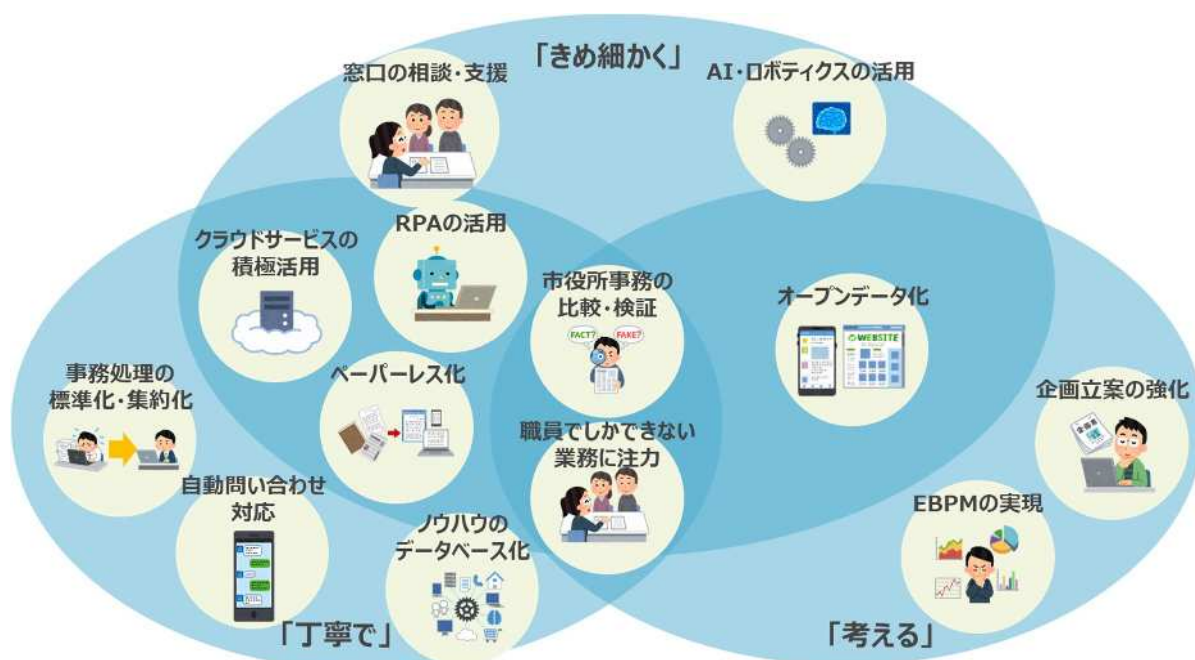 「きめ細かく」
窓口の相談・支援
AI・ロボティクスの活用
RPAの活用
クラウドサービスの
積極活用
市役所事務の
比較・検証
FACT?
FAKE?
オープンデータ化
WEBSITE
事務処理の
標準化・集約化
ペーパーレス化
企画立案の強化
企画書
職員でしかできない
業務に注力
自動問い合わせ
対応
ノウハウの
データベース化
EBPMの実現
「丁寧で」
「考える」